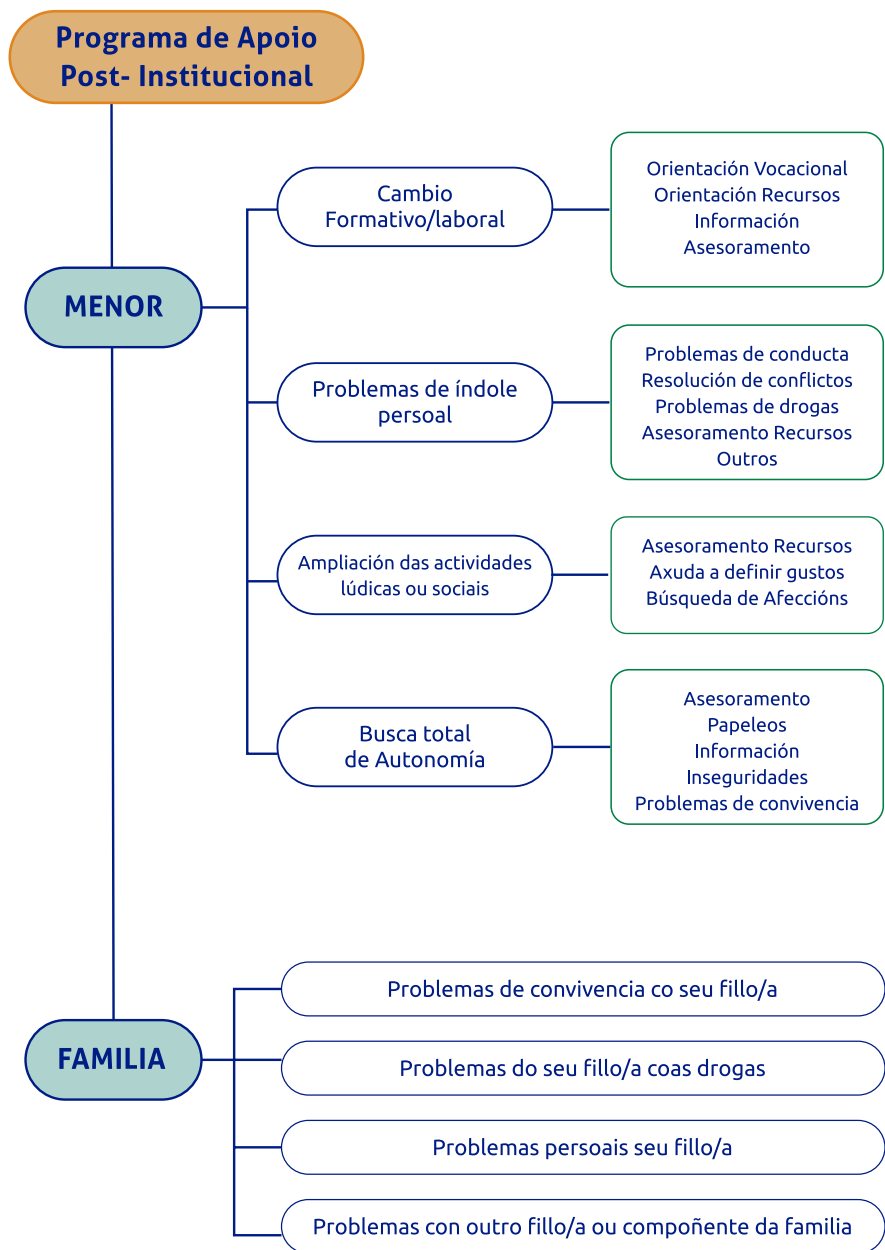 Programa de Apoio
Post- Institucional
MENOR
Cambio
Formativo/laboral
Orientación Vocacional
Orientación Recursos
Información
Asesoramento
Problemas de índole
persoal
Problemas de conducta
Resolución de conflictos
Problemas de drogas
Asesoramento Recursos
Outros
Ampliación das actividades
lúdicas ou sociais
Asesoramento Recursos
Axuda a definir gustos
Búsqueda de Afeccións
Busca total
de Autonomía
Asesoramento
Papeleos
Información
Inseguridades
Problemas de convivencia
FAMILIA
Problemas de convivencia co seu fillo/a
Problemas do seu fillo/a coas drogas
Problemas persoais seu fillo/a
Problemas con outro fillo/a ou compoñente da familia